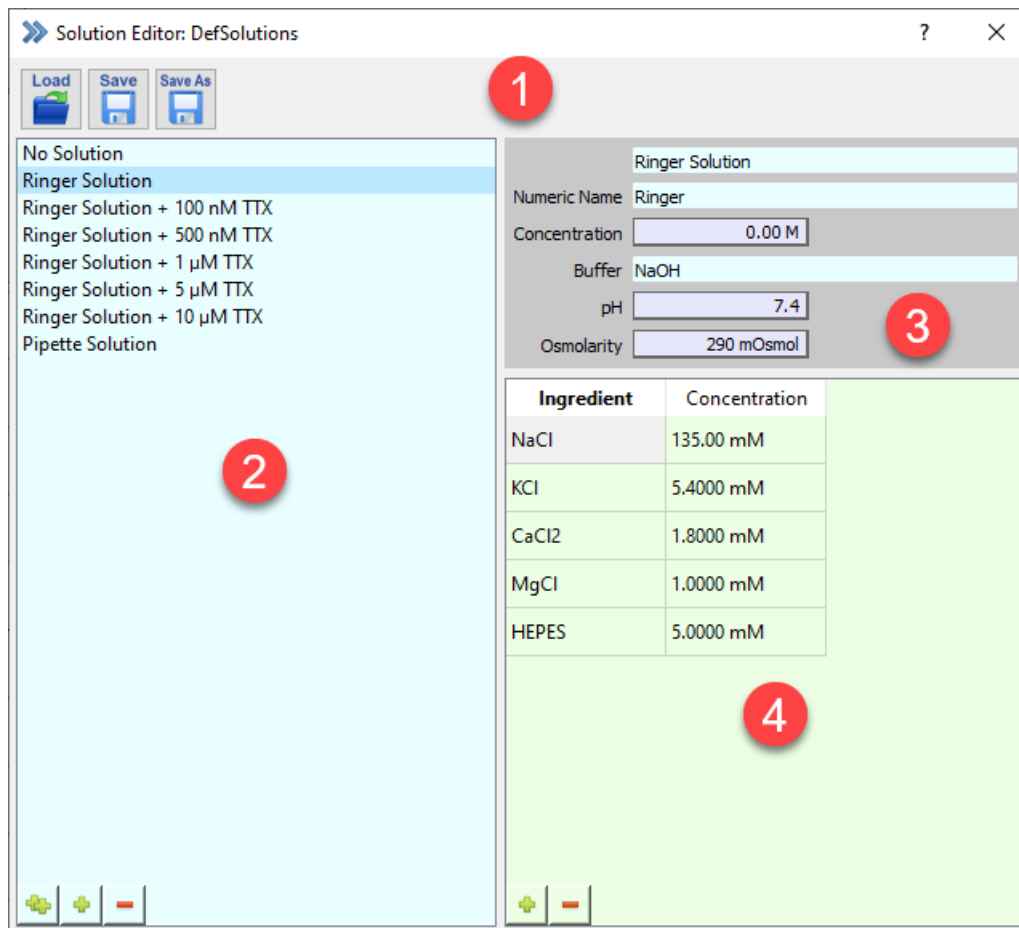 Solution Editor: DefSolutions ?
Load Save Save As
1
No Solution
Ringer Solution
Ringer Solution + 100 nM TTX
Ringer Solution + 500 nM TTX
Ringer Solution + 1 µM TTX
Ringer Solution + 5 µM TTX
Ringer Solution + 10 µM TTX
Pipette Solution
2
Ringer Solution
Numeric Name Ringer
Concentration 0.00 M
Buffer NaOH
pH 7.4
Osmolarity 290 mOsmol
3
Ingredient Concentration
NaCl 135.00 mM
KCl 5.4000 mM
CaCl2 1.8000 mM
MgCl 1.0000 mM
HEPES 5.0000 mM
4